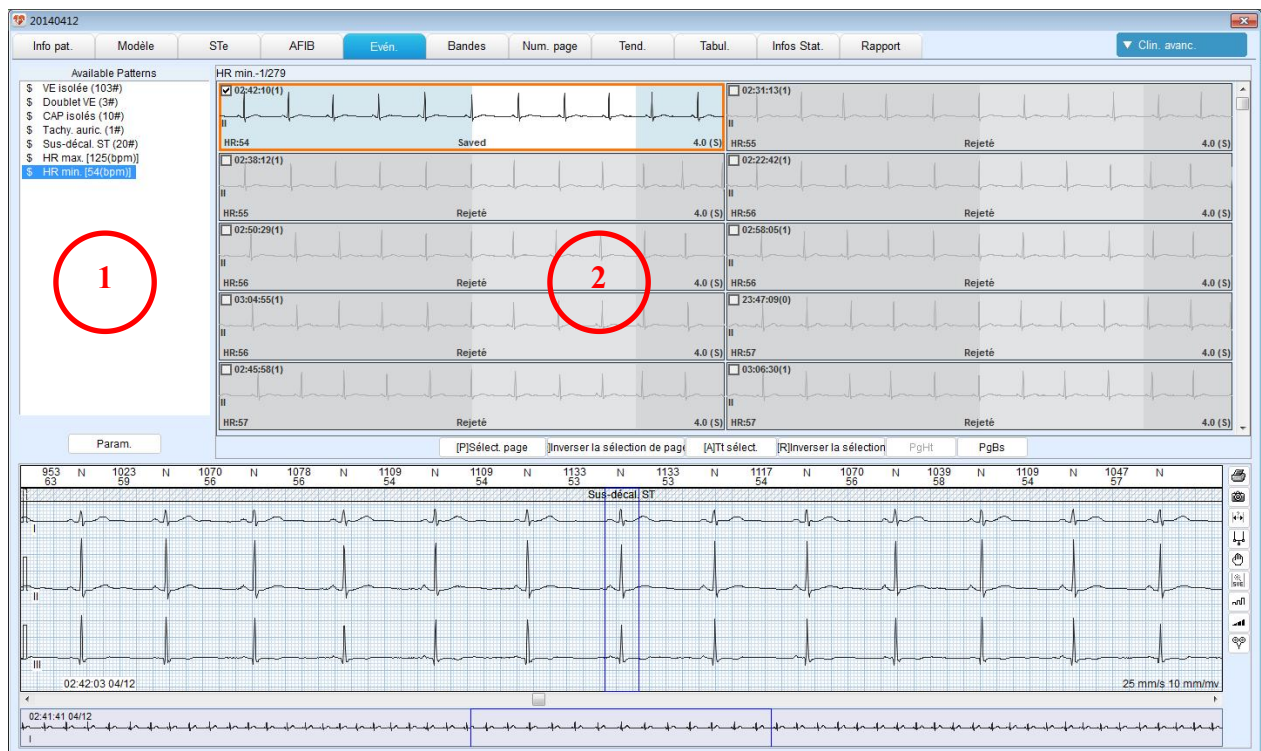 20140412
Info pat. Modèle STe AFIB Evén. Bandes Num. page Tend. Tabul. Infos Stat. Rapport ▼ Clin. avanc.
Available Patterns
$ VE isolée (103#)
$ Doublet VE (3#)
$ CAP isolés (10#)
$ Tachy. auric. (1#)
$ Sus-décal. ST (20#)
$ HR max. [125(bpm)]
$ HR min. [54(bpm)]
1
Param.
HR min.-1/279
02:42:10(1) 02:31:13(1)
II II
HR:54 Saved 4.0 (S) HR:55 Rejeté 4.0 (S)
02:38:12(1) 02:22:42(1)
II II
HR:55 Rejeté 4.0 (S) HR:56 Rejeté 4.0 (S)
02:50:29(1) 02:58:05(1)
II II
HR:56 Rejeté 4.0 (S) HR:56 Rejeté 4.0 (S)
2
03:04:55(1) 23:47:09(0)
II II
HR:56 Rejeté 4.0 (S) HR:57 Rejeté 4.0 (S)
02:45:58(1) 03:06:30(1)
II II
HR:57 Rejeté 4.0 (S) HR:57 Rejeté 4.0 (S)
[P]Sélect. page ]Inverser la sélection de page [A]Tt sélect. [R]Inverser la sélection PgHt PgBs
953 N 1023 N 1070 N 1078 N 1109 N 1109 N 1133 N 1133 N 1117 N 1070 N 1039 N 1109 N 1047 N
63 59 56 56 54 54 53 53 54 56 58 54 57
Sus-décal. ST
I
II
III
02:42:03 04/12 25 mm/s 10 mm/mv
02:41:41 04/12
I